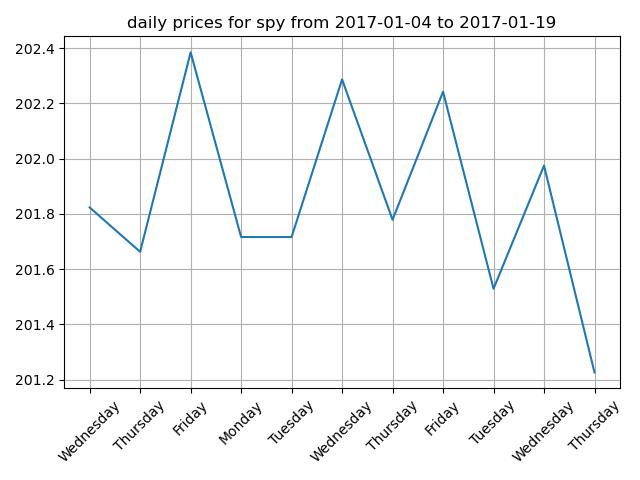 daily prices for spy from 2017-01-04 to 2017-01-19
202.4
202.2
202.0
201.8
201.6
201.4
201.2
Wednesday
Thursday
Friday
Monday
Tuesday
Wednesday
Thursday
Friday
Tuesday
Wednesday
Thursday